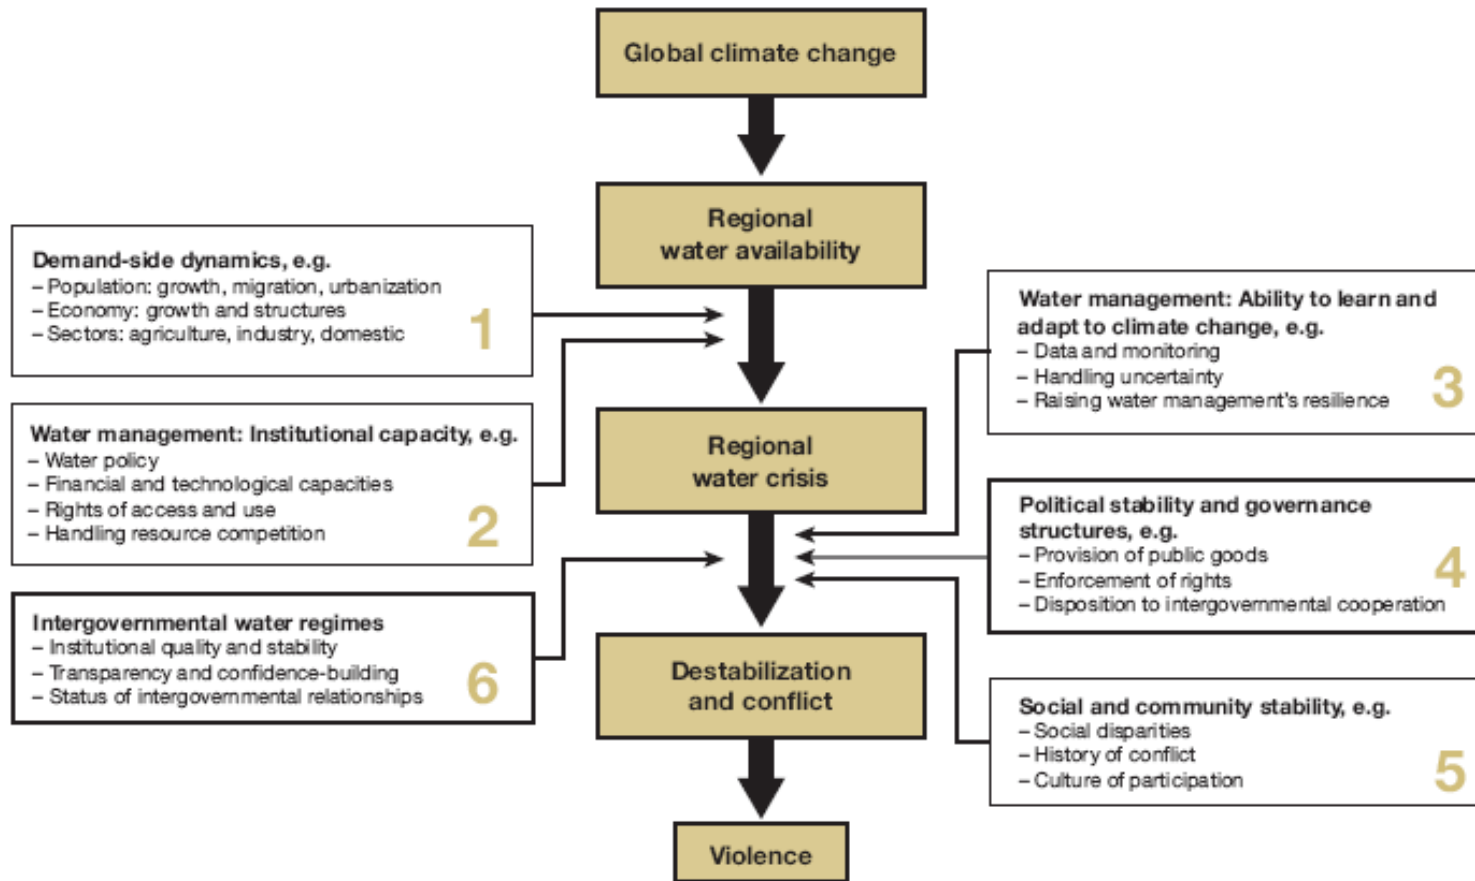 Global climate change
Regional
water availability
Demand-side dynamics, e.g.
– Population: growth, migration, urbanization
– Economy: growth and structures
– Sectors: agriculture, industry, domestic
1
Water management: Ability to learn and
adapt to climate change, e.g.
– Data and monitoring
– Handling uncertainty
– Raising water management's resilience
3
Water management: Institutional capacity, e.g.
– Water policy
– Financial and technological capacities
– Rights of access and use
– Handling resource competition
2
Regional
water crisis
Political stability and governance
structures, e.g.
– Provision of public goods
– Enforcement of rights
– Disposition to intergovernmental cooperation
4
Intergovernmental water regimes
– Institutional quality and stability
– Transparency and confidence-building
– Status of intergovernmental relationships
6
Destabilization
and conflict
Social and community stability, e.g.
– Social disparities
– History of conflict
– Culture of participation
5
Violence